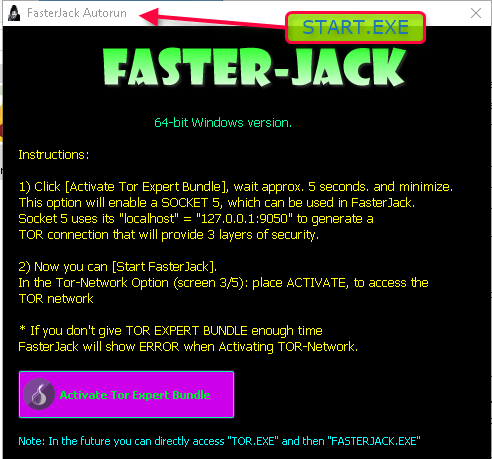 FasterJack Autorun
START.EXE
FASTER-JACK
64-bit Windows version.
Instructions:
1) Click [Activate Tor Expert Bundle], wait approx. 5 seconds. and minimize.
This option will enable a SOCKET 5, which can be used in FasterJack.
Socket 5 uses its "localhost" = "127.0.0.1:9050" to generate a
TOR connection that will provide 3 layers of security.
2) Now you can [Start FasterJack].
In the Tor-Network Option (screen 3/5): place ACTIVATE, to access the
TOR network
* If you don't give TOR EXPERT BUNDLE enough time
FasterJack will show ERROR when Activating TOR-Network.
Activate Tor Expert Bundle
Note: In the future you can directly access "TOR.EXE" and then "FASTERJACK.EXE"